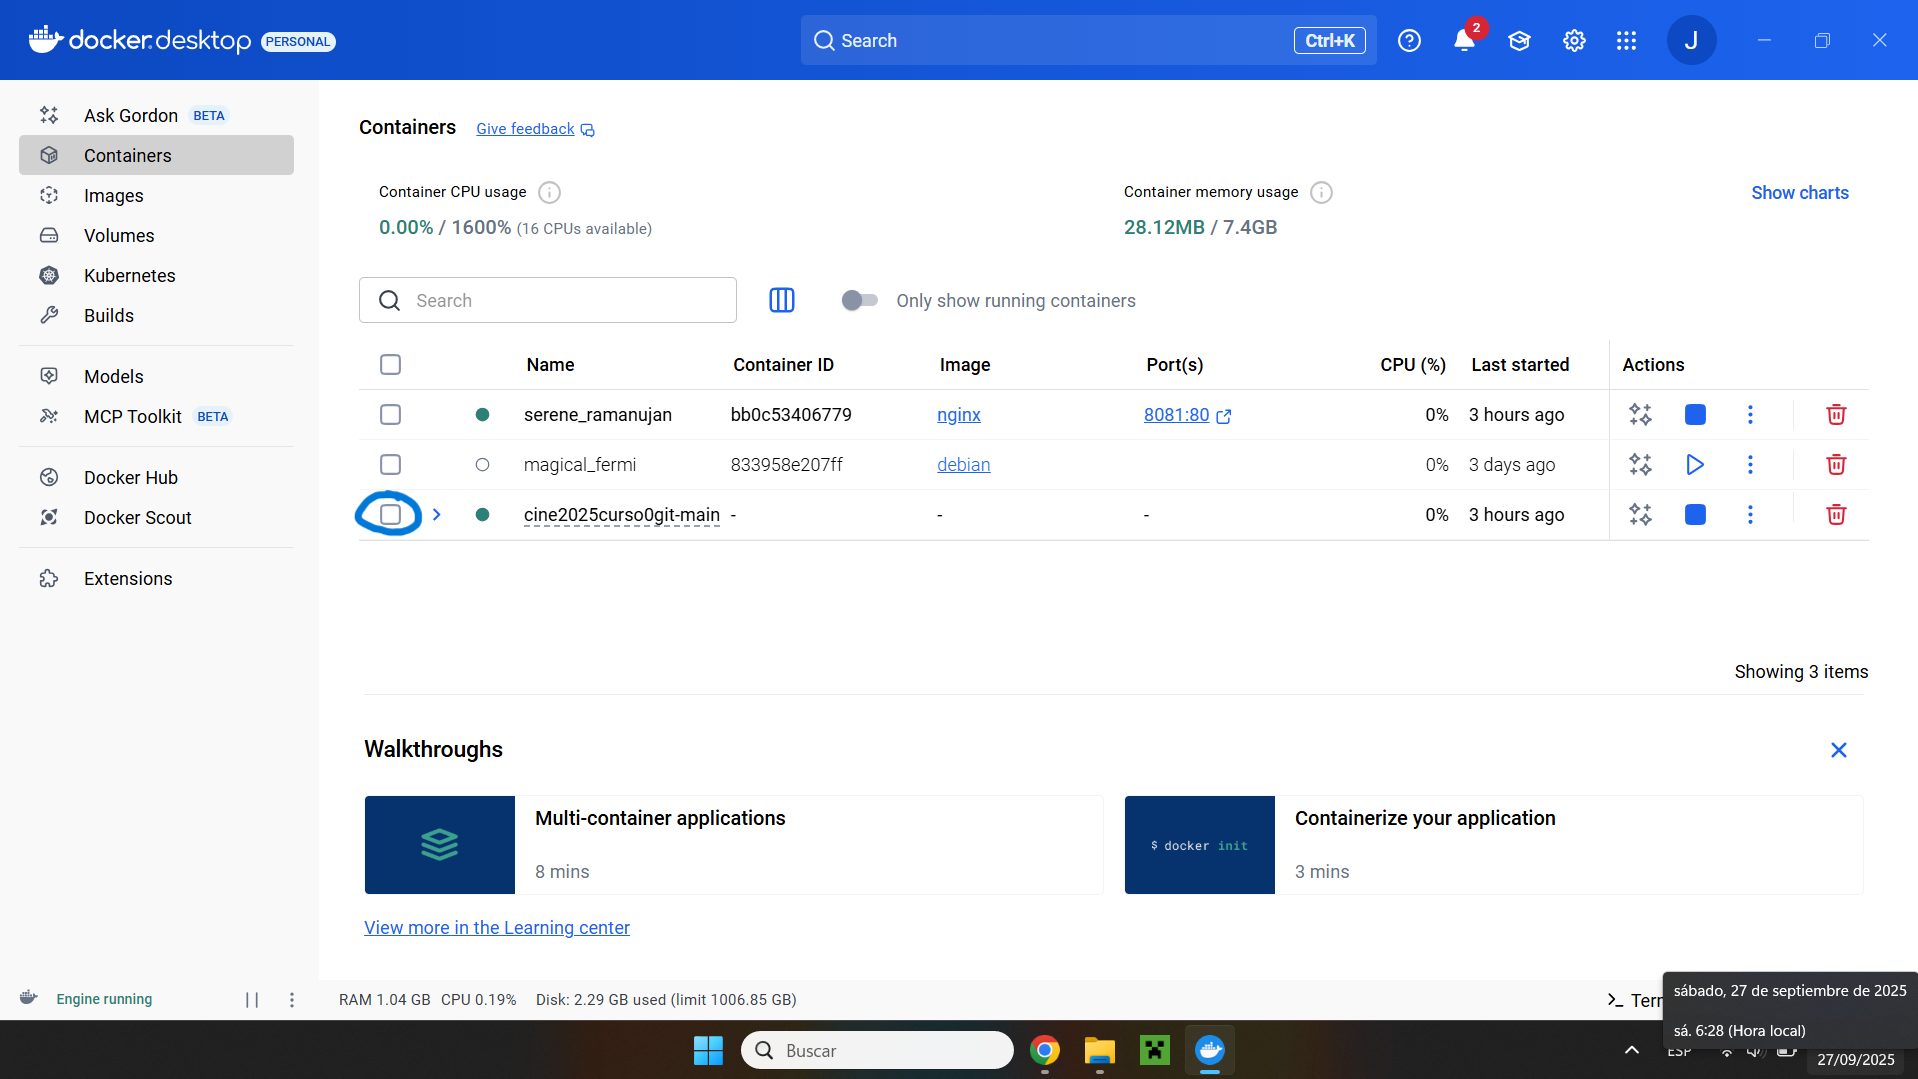 docker.desktop PERSONAL
Search Ctrl+K
2
J
Ask Gordon BETA
Containers
Images
Volumes
Kubernetes
Builds
Models
MCP Toolkit BETA
Docker Hub
Docker Scout
Extensions
Containers Give feedback
Container CPU usage
0.00% / 1600% (16 CPUs available)
Container memory usage
28.12MB / 7.4GB
Show charts
Search
Only show running containers
Name Container ID Image Port(s) CPU (%) Last started Actions
serene_ramanujan bb0c53406779 nginx 8081:80 0% 3 hours ago
magical_fermi 833958e207ff debian 0% 3 days ago
cine2025curso0git-main - - - 0% 3 hours ago
Showing 3 items
Walkthroughs
Multi-container applications
8 mins
$ docker init
Containerize your application
3 mins
View more in the Learning center
Engine running
RAM 1.04 GB CPU 0.19% Disk: 2.29 GB used (limit 1006.85 GB)
sábado, 27 de septiembre de 2025
sá. 6:28 (Hora local)
Buscar
ESP
27/09/2025